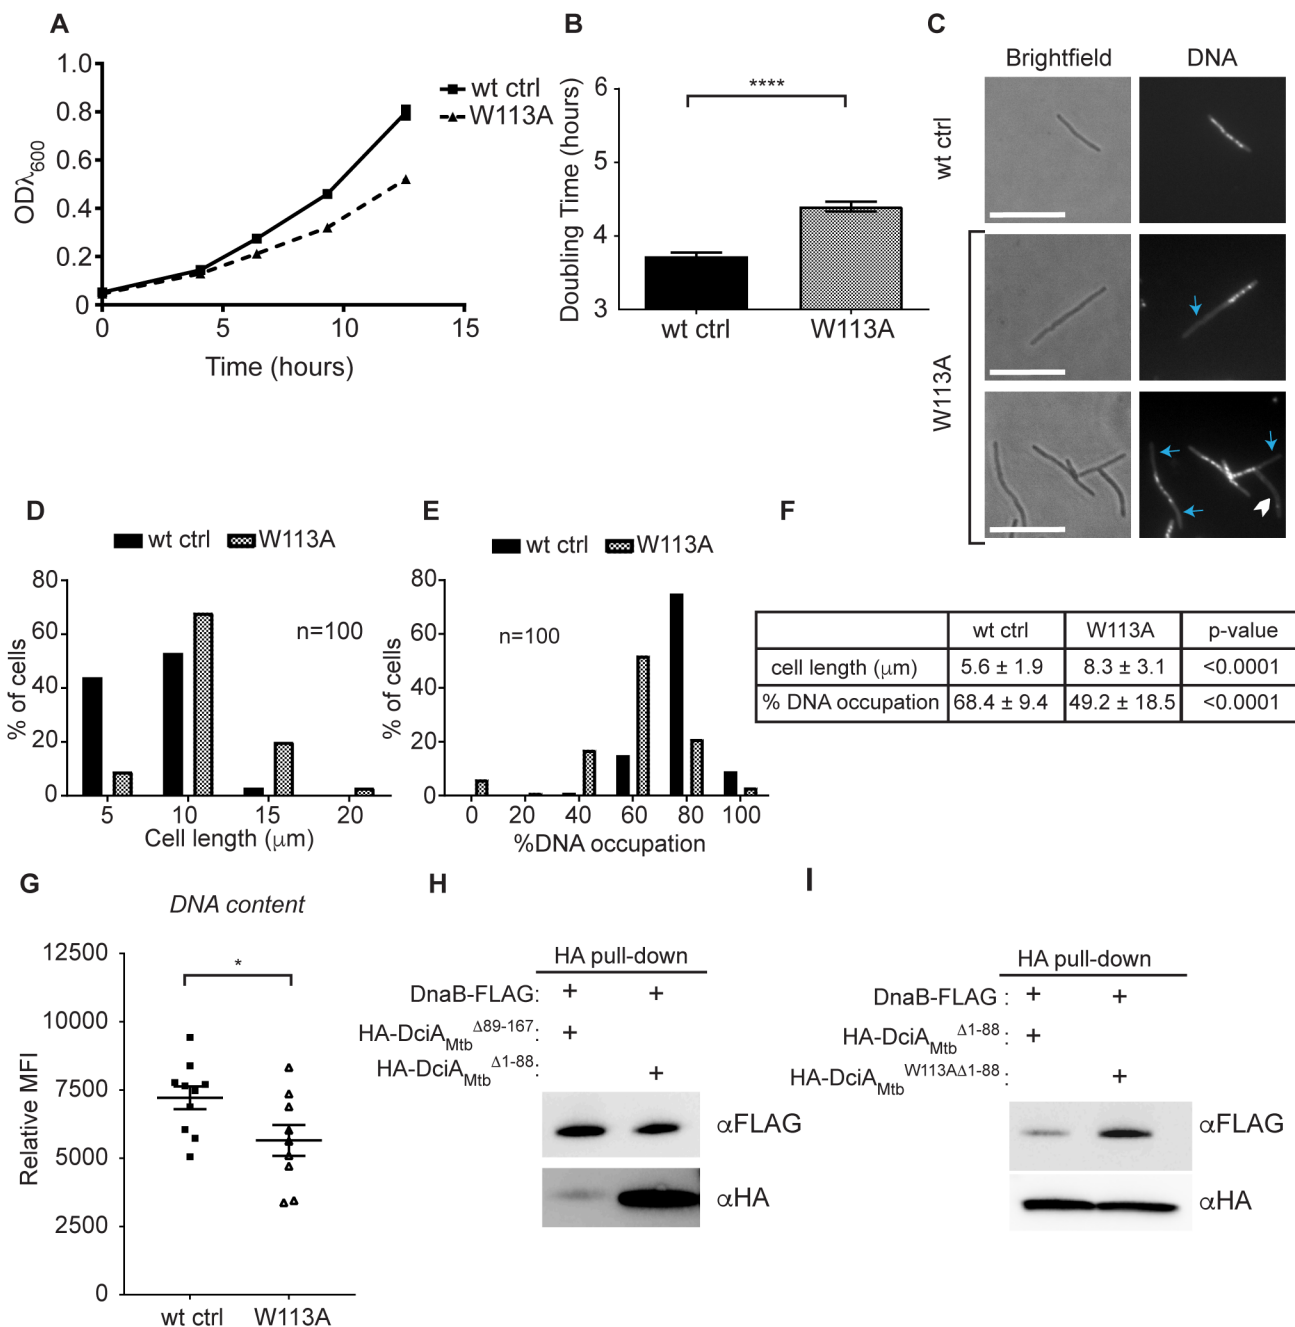 A
1.0
0.8
0.6
0.4
0.2
0
ODλ600
0 5 10 15
Time (hours)
wt ctrl
W113A
B
****
6
5
4
3
Doubling Time (hours)
wt ctrl W113A
C
Brightfield DNA
wt ctrl
W113A
D
wt ctrl W113A
80
60
40
20
0
% of cells
n=100
5 10 15 20
Cell length (μm)
E
wt ctrl W113A
80
60
40
20
0
% of cells
n=100
0 20 40 60 80 100
%DNA occupation
F
wt ctrl W113A p-value
cell length (μm) 5.6 ± 1.9 8.3 ± 3.1 <0.0001
% DNA occupation 68.4 ± 9.4 49.2 ± 18.5 <0.0001
G
DNA content
*
12500
10000
7500
5000
2500
0
Relative MFI
wt ctrl W113A
H
HA pull-down
DnaB-FLAG: + +
HA-DciAMtb Δ89-167: +
HA-DciAMtb Δ1-88: +
αFLAG
αHA
I
HA pull-down
DnaB-FLAG: + +
HA-DciAMtb Δ1-88: +
HA-DciAMtb W113AΔ1-88: +
αFLAG
αHA